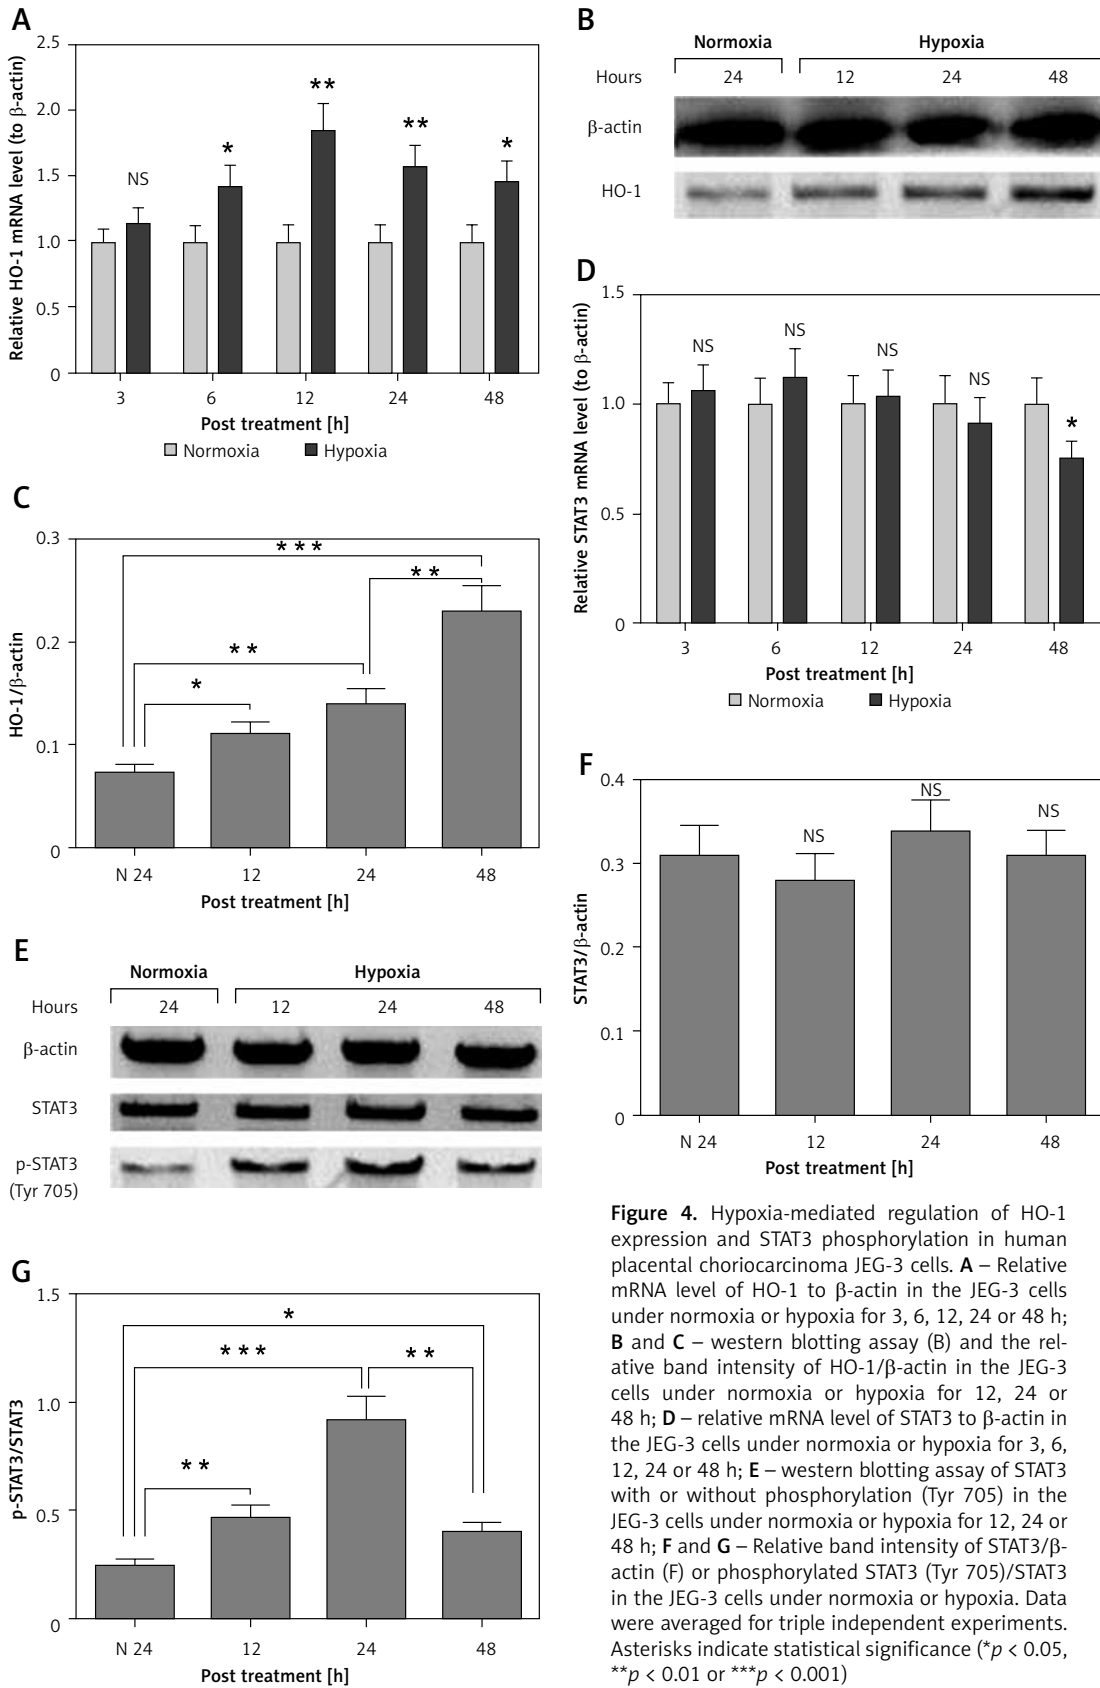 A
2.5
2.0
1.5
1.0
0.5
0
Relative HO-1 mRNA level (to β-actin)
NS
*
**
**
*
3 6 12 24 48
Post treatment [h]
Normoxia Hypoxia
B
Normoxia Hypoxia
Hours 24 12 24 48
β-actin
HO-1
C
0.3
0.2
0.1
0
HO-1/β-actin
***
**
**
*
N 24 12 24 48
Post treatment [h]
D
1.5
1.0
0.5
0
Relative STAT3 mRNA level (to β-actin)
NS
NS
NS
NS
*
3 6 12 24 48
Post treatment [h]
Normoxia Hypoxia
E
Normoxia Hypoxia
Hours 24 12 24 48
β-actin
STAT3
p-STAT3
(Tyr 705)
F
0.4
0.3
0.2
0.1
0
STAT3/β-actin
NS
NS
NS
N 24 12 24 48
Post treatment [h]
G
1.5
1.0
0.5
0
p-STAT3/STAT3
*
***
**
**
N 24 12 24 48
Post treatment [h]
Figure 4. Hypoxia-mediated regulation of HO-1
expression and STAT3 phosphorylation in human
placental choriocarcinoma JEG-3 cells. A – Relative
mRNA level of HO-1 to β-actin in the JEG-3 cells
under normoxia or hypoxia for 3, 6, 12, 24 or 48 h;
B and C – western blotting assay (B) and the rel-
ative band intensity of HO-1/β-actin in the JEG-3
cells under normoxia or hypoxia for 12, 24 or
48 h; D – relative mRNA level of STAT3 to β-actin in
the JEG-3 cells under normoxia or hypoxia for 3, 6,
12, 24 or 48 h; E – western blotting assay of STAT3
with or without phosphorylation (Tyr 705) in the
JEG-3 cells under normoxia or hypoxia for 12, 24 or
48 h; F and G – Relative band intensity of STAT3/β-
actin (F) or phosphorylated STAT3 (Tyr 705)/STAT3
in the JEG-3 cells under normoxia or hypoxia. Data
were averaged for triple independent experiments.
Asterisks indicate statistical significance (*p < 0.05,
**p < 0.01 or ***p < 0.001)